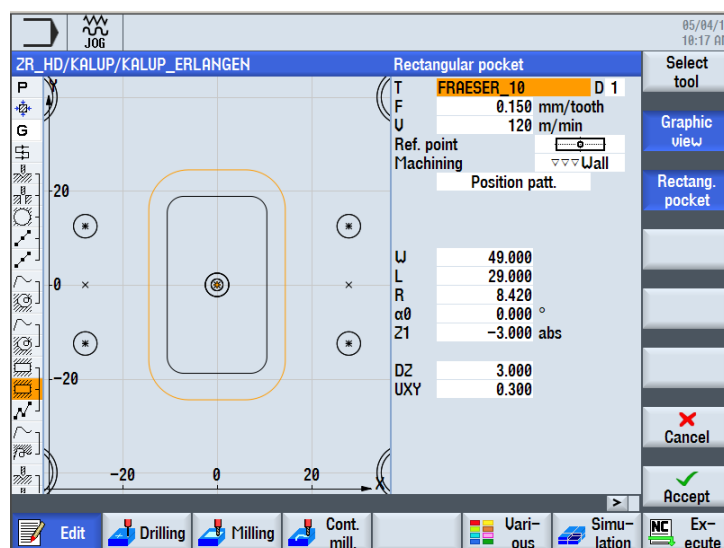 JOG
05/04/1
10:17 A
ZR_HD/KALUP/KALUP_ERLANGEN
Rectangular pocket
Select tool
P
Y
T FRAESER_10 D 1
F 0.150 mm/tooth
V 120 m/min
G
Graphic view
Ref. point
Machining ▽▽▽Wall
Position patt.
Rectang. pocket
20
W 49.000
L 29.000
R 8.420
α0 0.000 °
Z1 -3.000 abs
0
DZ 3.000
UXY 0.300
-20
-20 0 20
X
Cancel
Accept
>
Edit
Drilling
Milling
Cont. mill.
Vari-ous
Simu-lation
NC Ex-ecute